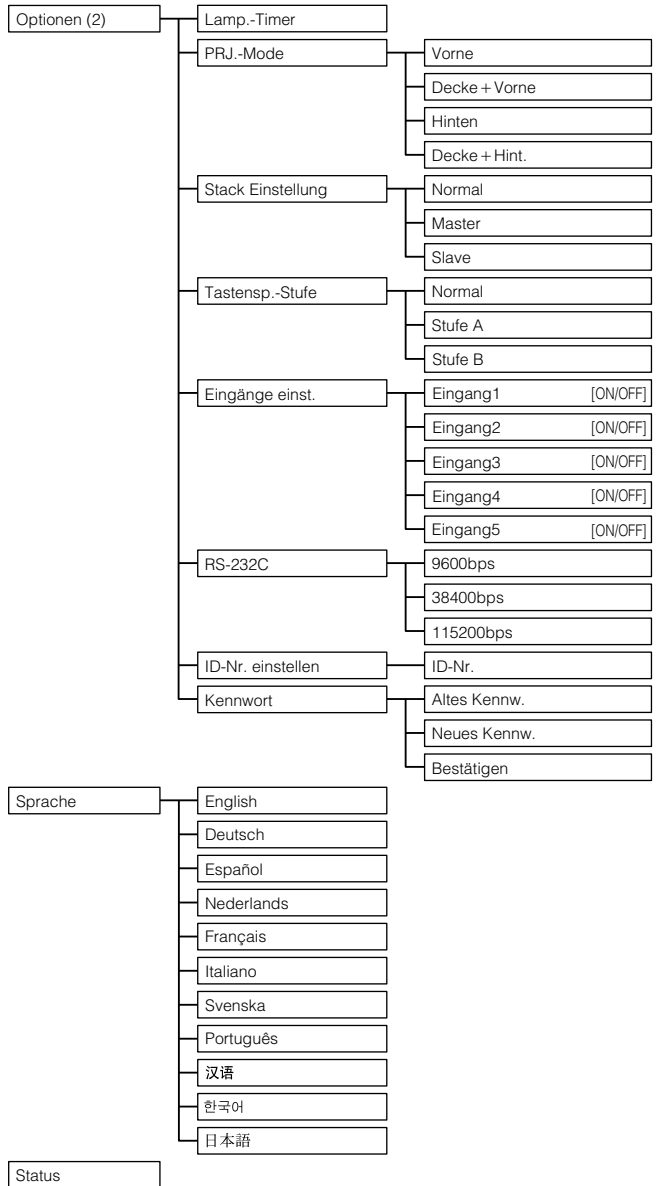 Optionen (2)
Lamp.-Timer
PRJ.-Mode
Vorne
Decke+Vorne
Hinten
Decke+Hint.
Stack Einstellung
Normal
Master
Slave
Tastensp.-Stufe
Normal
Stufe A
Stufe B
Eingänge einst.
Eingang1 [ON/OFF]
Eingang2 [ON/OFF]
Eingang3 [ON/OFF]
Eingang4 [ON/OFF]
Eingang5 [ON/OFF]
RS-232C
9600bps
38400bps
115200bps
ID-Nr. einstellen
ID-Nr.
Kennwort
Altes Kennw.
Neues Kennw.
Bestätigen
Sprache
English
Deutsch
Español
Nederlands
Français
Italiano
Svenska
Português
汉语
한국어
日本語
Status